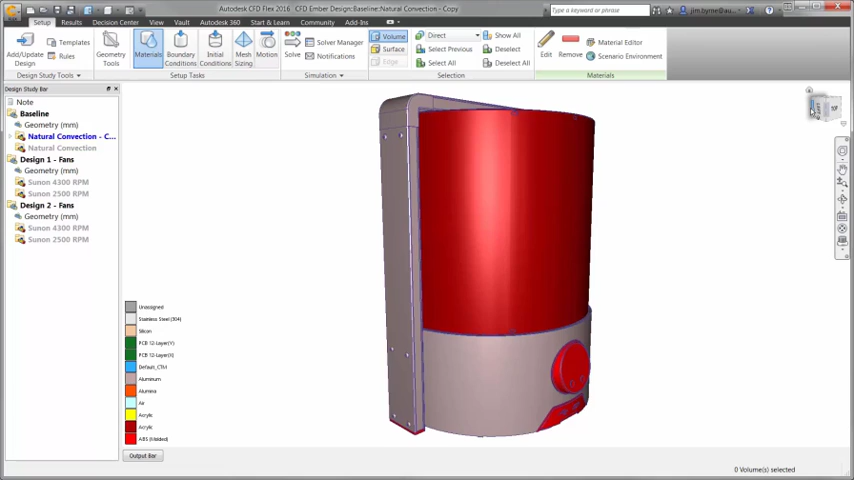 Autodesk CFD Flex 2016 CFD Ember Design:Baseline:Natural Convection - Copy
Type a keyword or phrase
jim.byrne@au...
Setup Results Decision Center View Vault Autodesk 360 Start & Learn Community Add-Ins
Add/Update Design
Templates
Rules
Geometry Tools
Materials
Boundary Conditions
Initial Conditions
Mesh Sizing
Motion
Solve
Solver Manager
Notifications
Volume
Surface
Edge
Direct
Select Previous
Select All
Show All
Deselect
Deselect All
Edit
Remove
Material Editor
Scenario Environment
Design Study Tools
Setup Tasks
Simulation
Selection
Materials
Design Study Bar
Note
Baseline
Geometry (mm)
Natural Convection - C...
Natural Convection
Design 1 - Fans
Geometry (mm)
Sunon 4300 RPM
Sunon 2500 RPM
Design 2 - Fans
Geometry (mm)
Sunon 4300 RPM
Sunon 2500 RPM
Unassigned
Stainless Steel (304)
Silicon
PCB 12-Layer(Y)
PCB 12-Layer(X)
Default_CTM
Aluminum
Alumina
Air
Acrylic
Acrylic
ABS (Molded)
TOP
Output Bar
0 Volume(s) selected